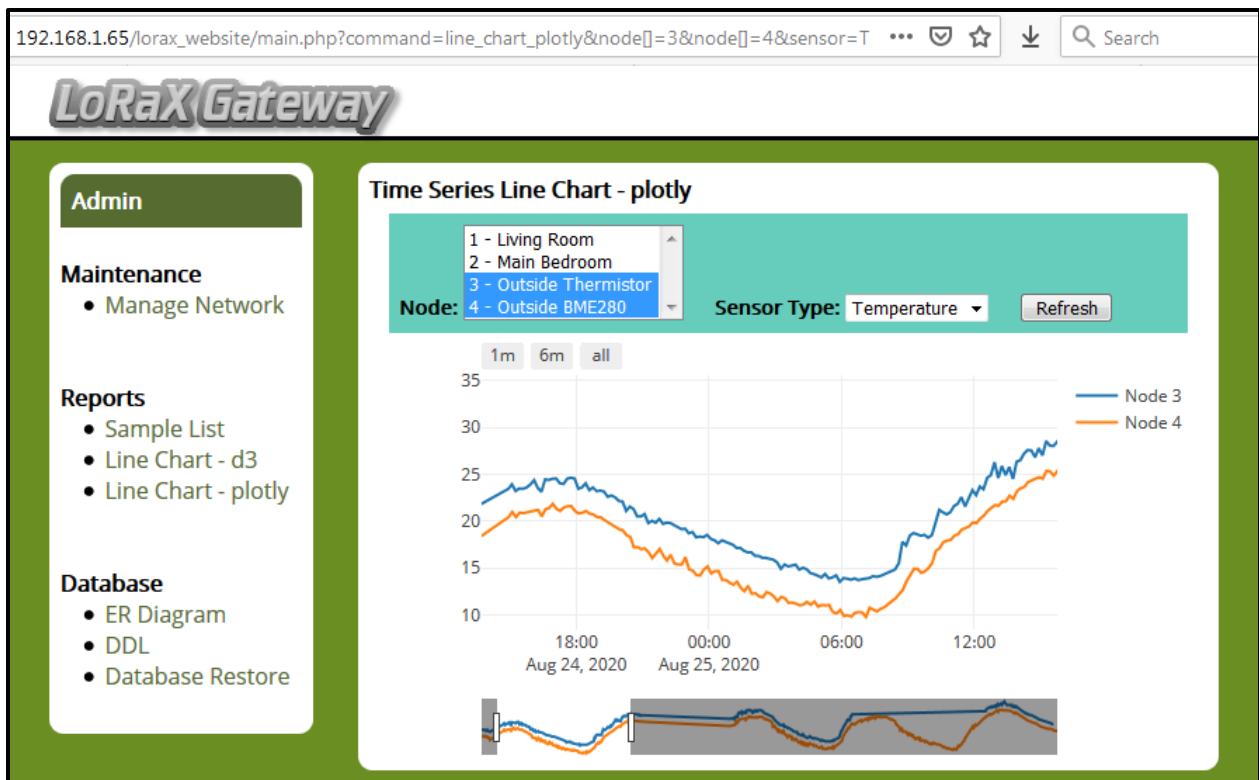 192.168.1.65/lorax_website/main.php?command=line_chart_plotly&node[]=3&node[]=4&sensor=T
Search
LoRaX Gateway
Admin
Maintenance
Manage Network
Reports
Sample List
Line Chart - d3
Line Chart - plotly
Database
ER Diagram
DDL
Database Restore
Time Series Line Chart - plotly
Node:
1 - Living Room
2 - Main Bedroom
3 - Outside Thermistor
4 - Outside BME280
Sensor Type: Temperature
Refresh
1m 6m all
35
30
25
20
15
10
18:00 00:00 06:00 12:00
Aug 24, 2020 Aug 25, 2020
Node 3
Node 4